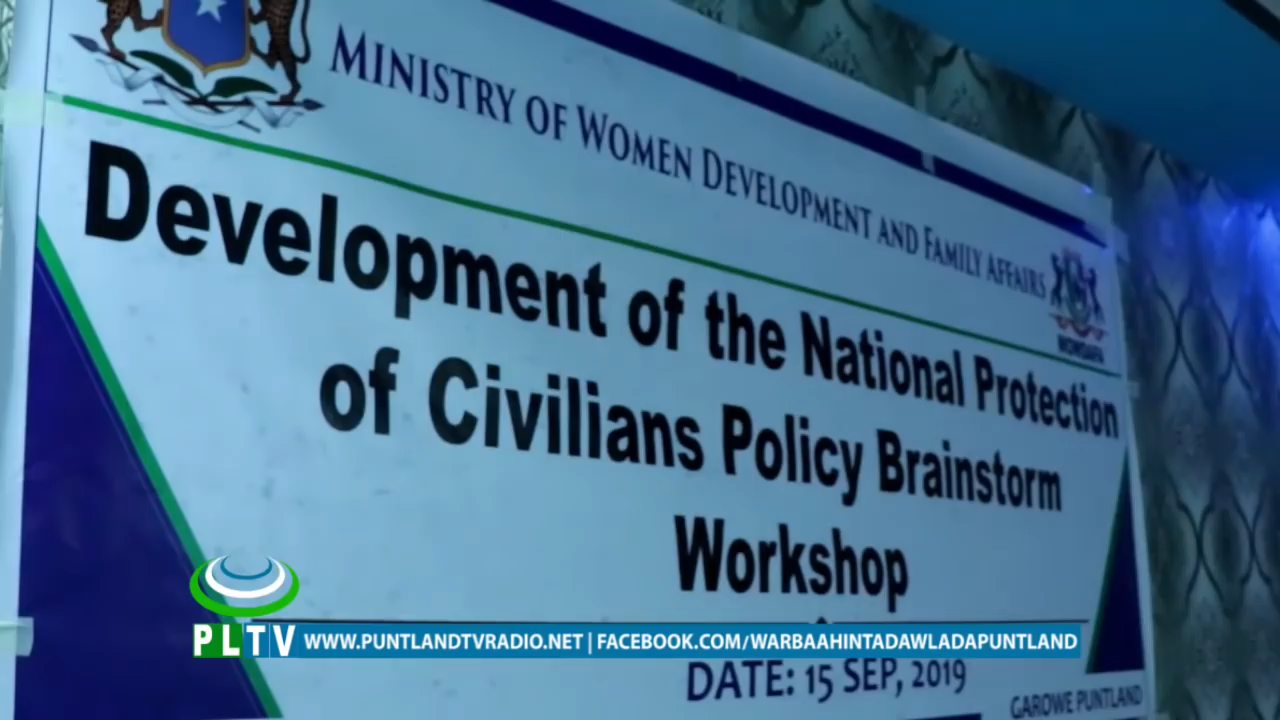 MINISTRY OF WOMEN DEVELOPMENT AND FAMILY AFFAIRS
Development of the National Protection
of Civilians Policy Brainstorm
Workshop
PLTV WWW.PUNTLANDTVRADIO.NET | FACEBOOK.COM/WARBAAHINTADAWLADAPUNTLAND
DATE: 15 SEP, 2019
GAROWE PUNTLAND